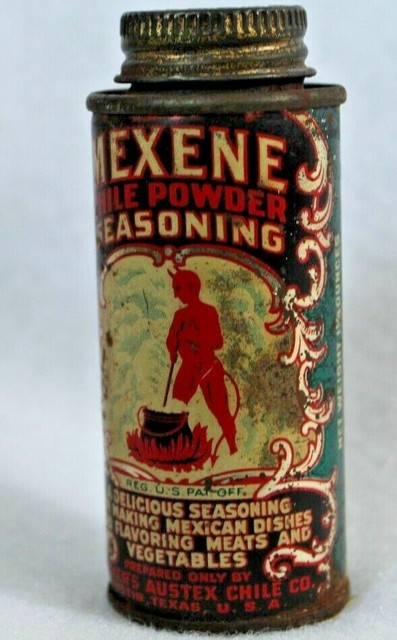 MEXENE
CHILE POWDER
SEASONING
REG. U.S. PAT. OFF.
DELICIOUS SEASONING
MAKING MEXICAN DISHES
FLAVORING MEATS AND
VEGETABLES
PREPARED ONLY BY
AUSTEX CHILE CO.
TEXAS, U.S.A
NET WEIGHT OUNCES